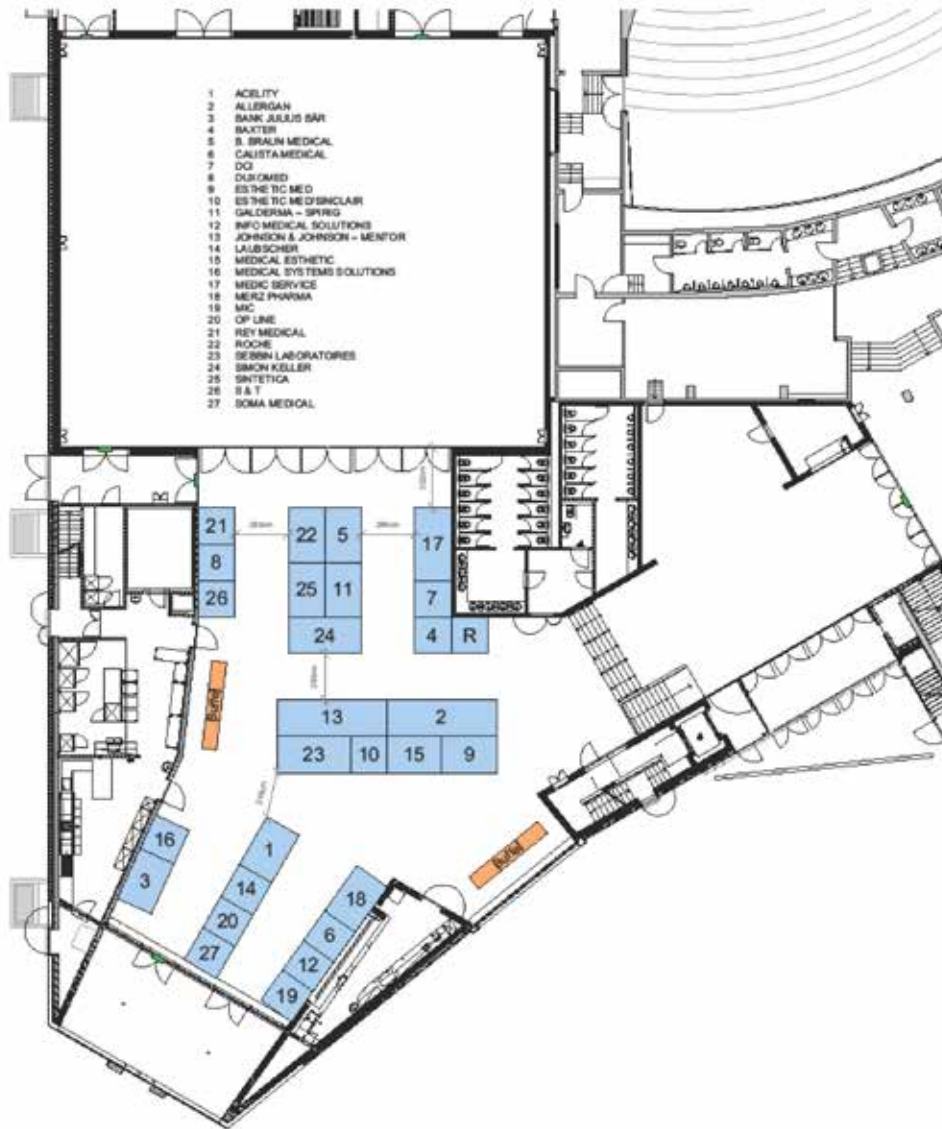 1 ACELITY
2 ALLERGAN
3 BANK JULIUS BÄR
4 BAXTER
5 B. BRAUN MEDICAL
6 CALISTA MEDICAL
7 DCI
8 DUXOMED
9 ESTHETIC MED
10 ESTHETIC MED/SINCLAIR
11 GALDERMA – SPIRIG
12 INFO MEDICAL SOLUTIONS
13 JOHNSON & JOHNSON – MENTOR
14 LAUBSCHER
15 MEDICAL ESTHETIC
16 MEDICAL SYSTEMS SOLUTIONS
17 MEDIC SERVICE
18 MERZ PHARMA
19 MIC
20 OP LINE
21 REY MEDICAL
22 ROCHE
23 SEBBIN LABORATOIRES
24 SIMON KELLER
25 SINTETICA
26 S & T
27 SOMA MEDICAL
21 22 5 17
8 25 11 7
26 24 4 R
Buffet
13 2
23 10 15 9
16 1
3 14 18
20 6
27 12
19
Buffet